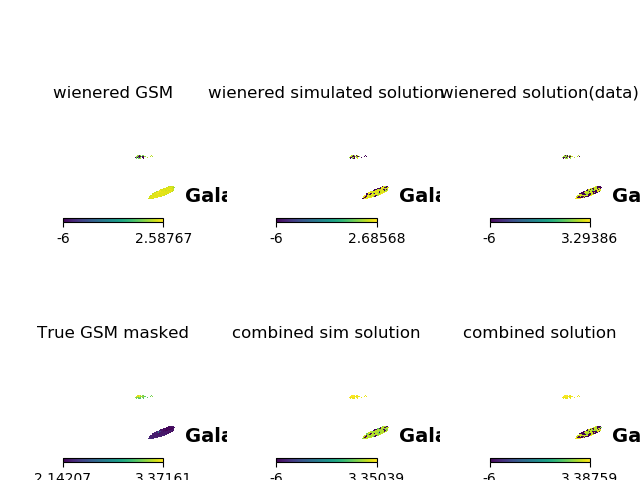 wienered GSM
wienered simulated solution
wienered solution(data)
Gala
Gala
Ga
-6 2.58767
-6 2.68568
-6 3.29386
True GSM masked
combined sim solution
combined solution
Gala
Gala
Ga
2.14207 3.37161
-6 3.35039
-6 3.38759